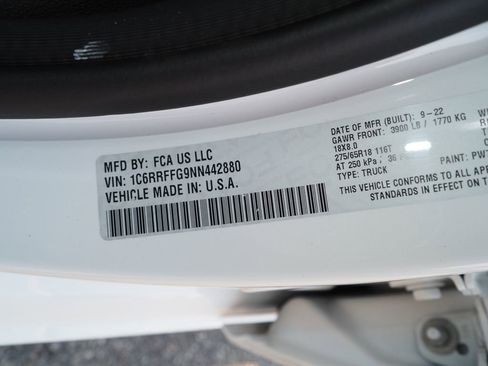 MFD BY: FCA US LLC
VIN: 1C6RRFFG9NN442880
VEHICLE MADE IN U.S.A.
DATE OF MFR (BUILT): 9-22
GAWR FRONT: 3900 LB / 1770 KG
18X8.0
275/65R18 116T
AT 250 kPa / 36
TYPE: TRUCK
PAINT: PW7
THIS VEHICLE CONFORMS TO
STANDARDS IN EFFECT ON